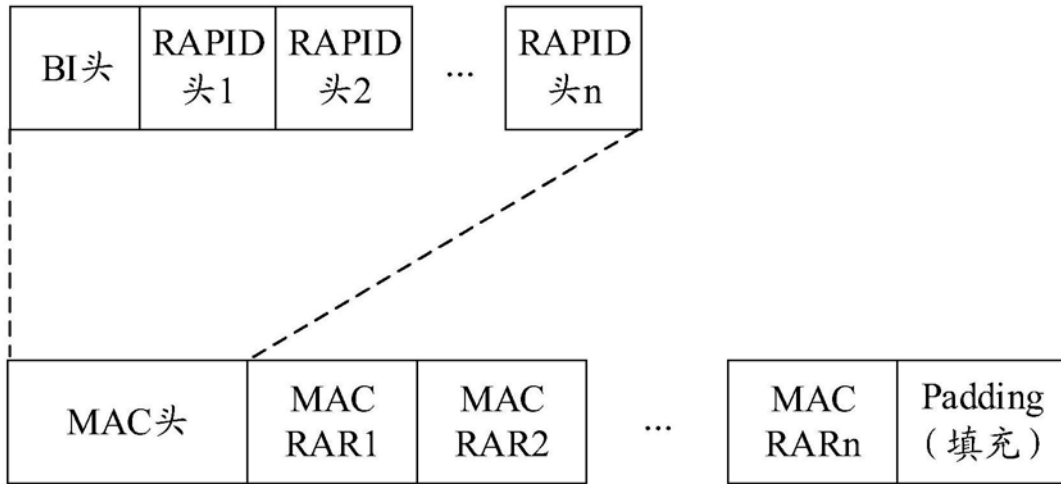 BI头
RAPID
头1
RAPID
头2
...
RAPID
头n
MAC头
MAC
RAR1
MAC
RAR2
...
MAC
RARn
Padding
(填充)